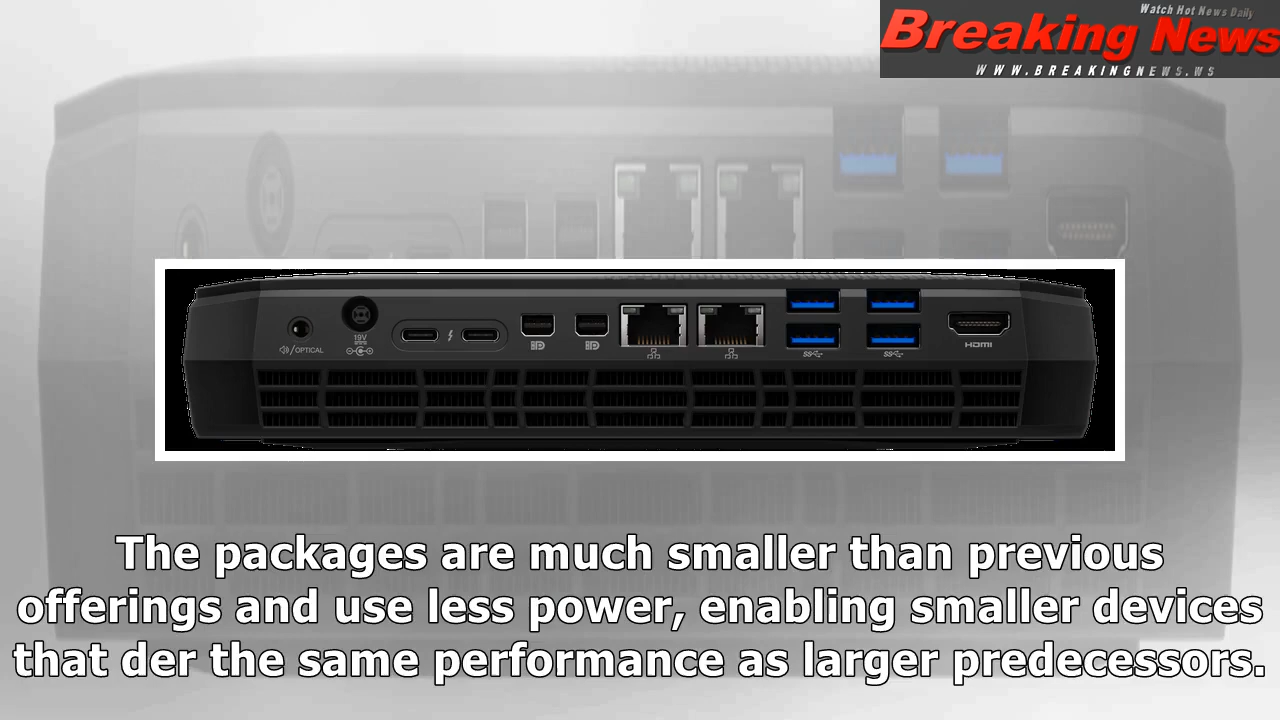 Watch Hot News Daily
Breaking News
WWW.BREAKINGNEWS.WS
19V
/OPTICAL
HDMI
The packages are much smaller than previous
offerings and use less power, enabling smaller devices
that der the same performance as larger predecessors.